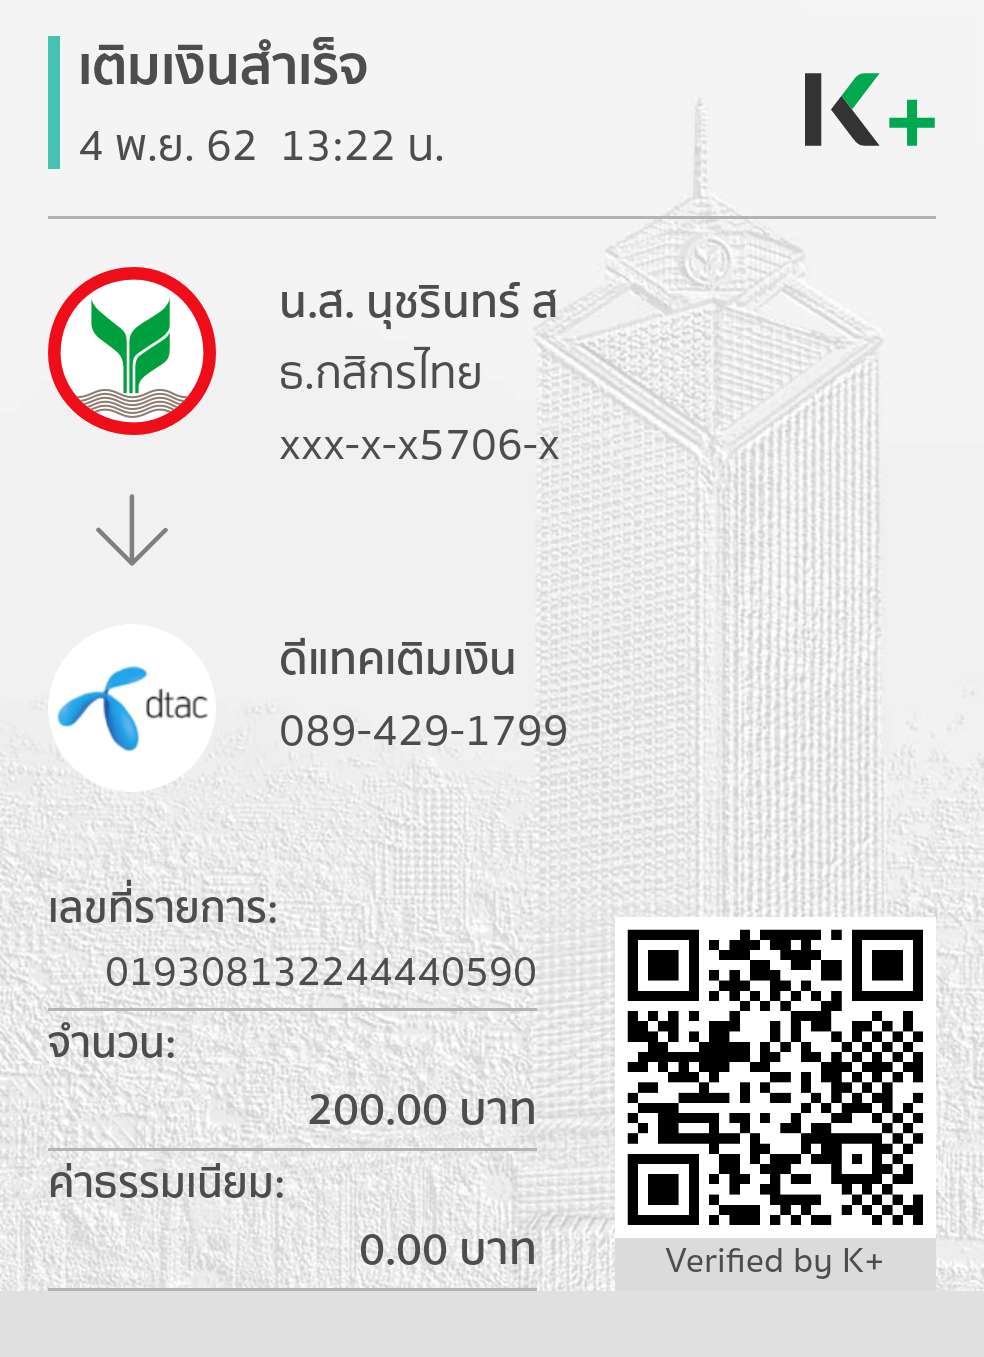 เติมเงินสำเร็จ
4 พ.ย. 62 13:22 น.
K+
น.ส. นุชรินทร์ ส
ธ.กสิกรไทย
xxx-x-x5706-x
dtac
ดีแทคเติมเงิน
089-429-1799
เลขที่รายการ:
019308132244440590
จำนวน:
200.00 บาท
ค่าธรรมเนียม:
0.00 บาท
Verified by K+